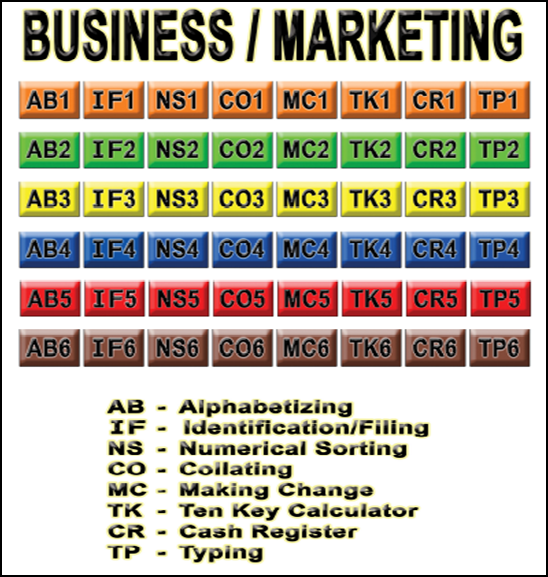 BUSINESS / MARKETING
AB1 IF1 NS1 CO1 MC1 TK1 CR1 TP1
AB2 IF2 NS2 CO2 MC2 TK2 CR2 TP2
AB3 IF3 NS3 CO3 MC3 TK3 CR3 TP3
AB4 IF4 NS4 CO4 MC4 TK4 CR4 TP4
AB5 IF5 NS5 CO5 MC5 TK5 CR5 TP5
AB6 IF6 NS6 CO6 MC6 TK6 CR6 TP6
AB - Alphabetizing
IF - Identification/Filing
NS - Numerical Sorting
CO - Collating
MC - Making Change
TK - Ten Key Calculator
CR - Cash Register
TP - Typing